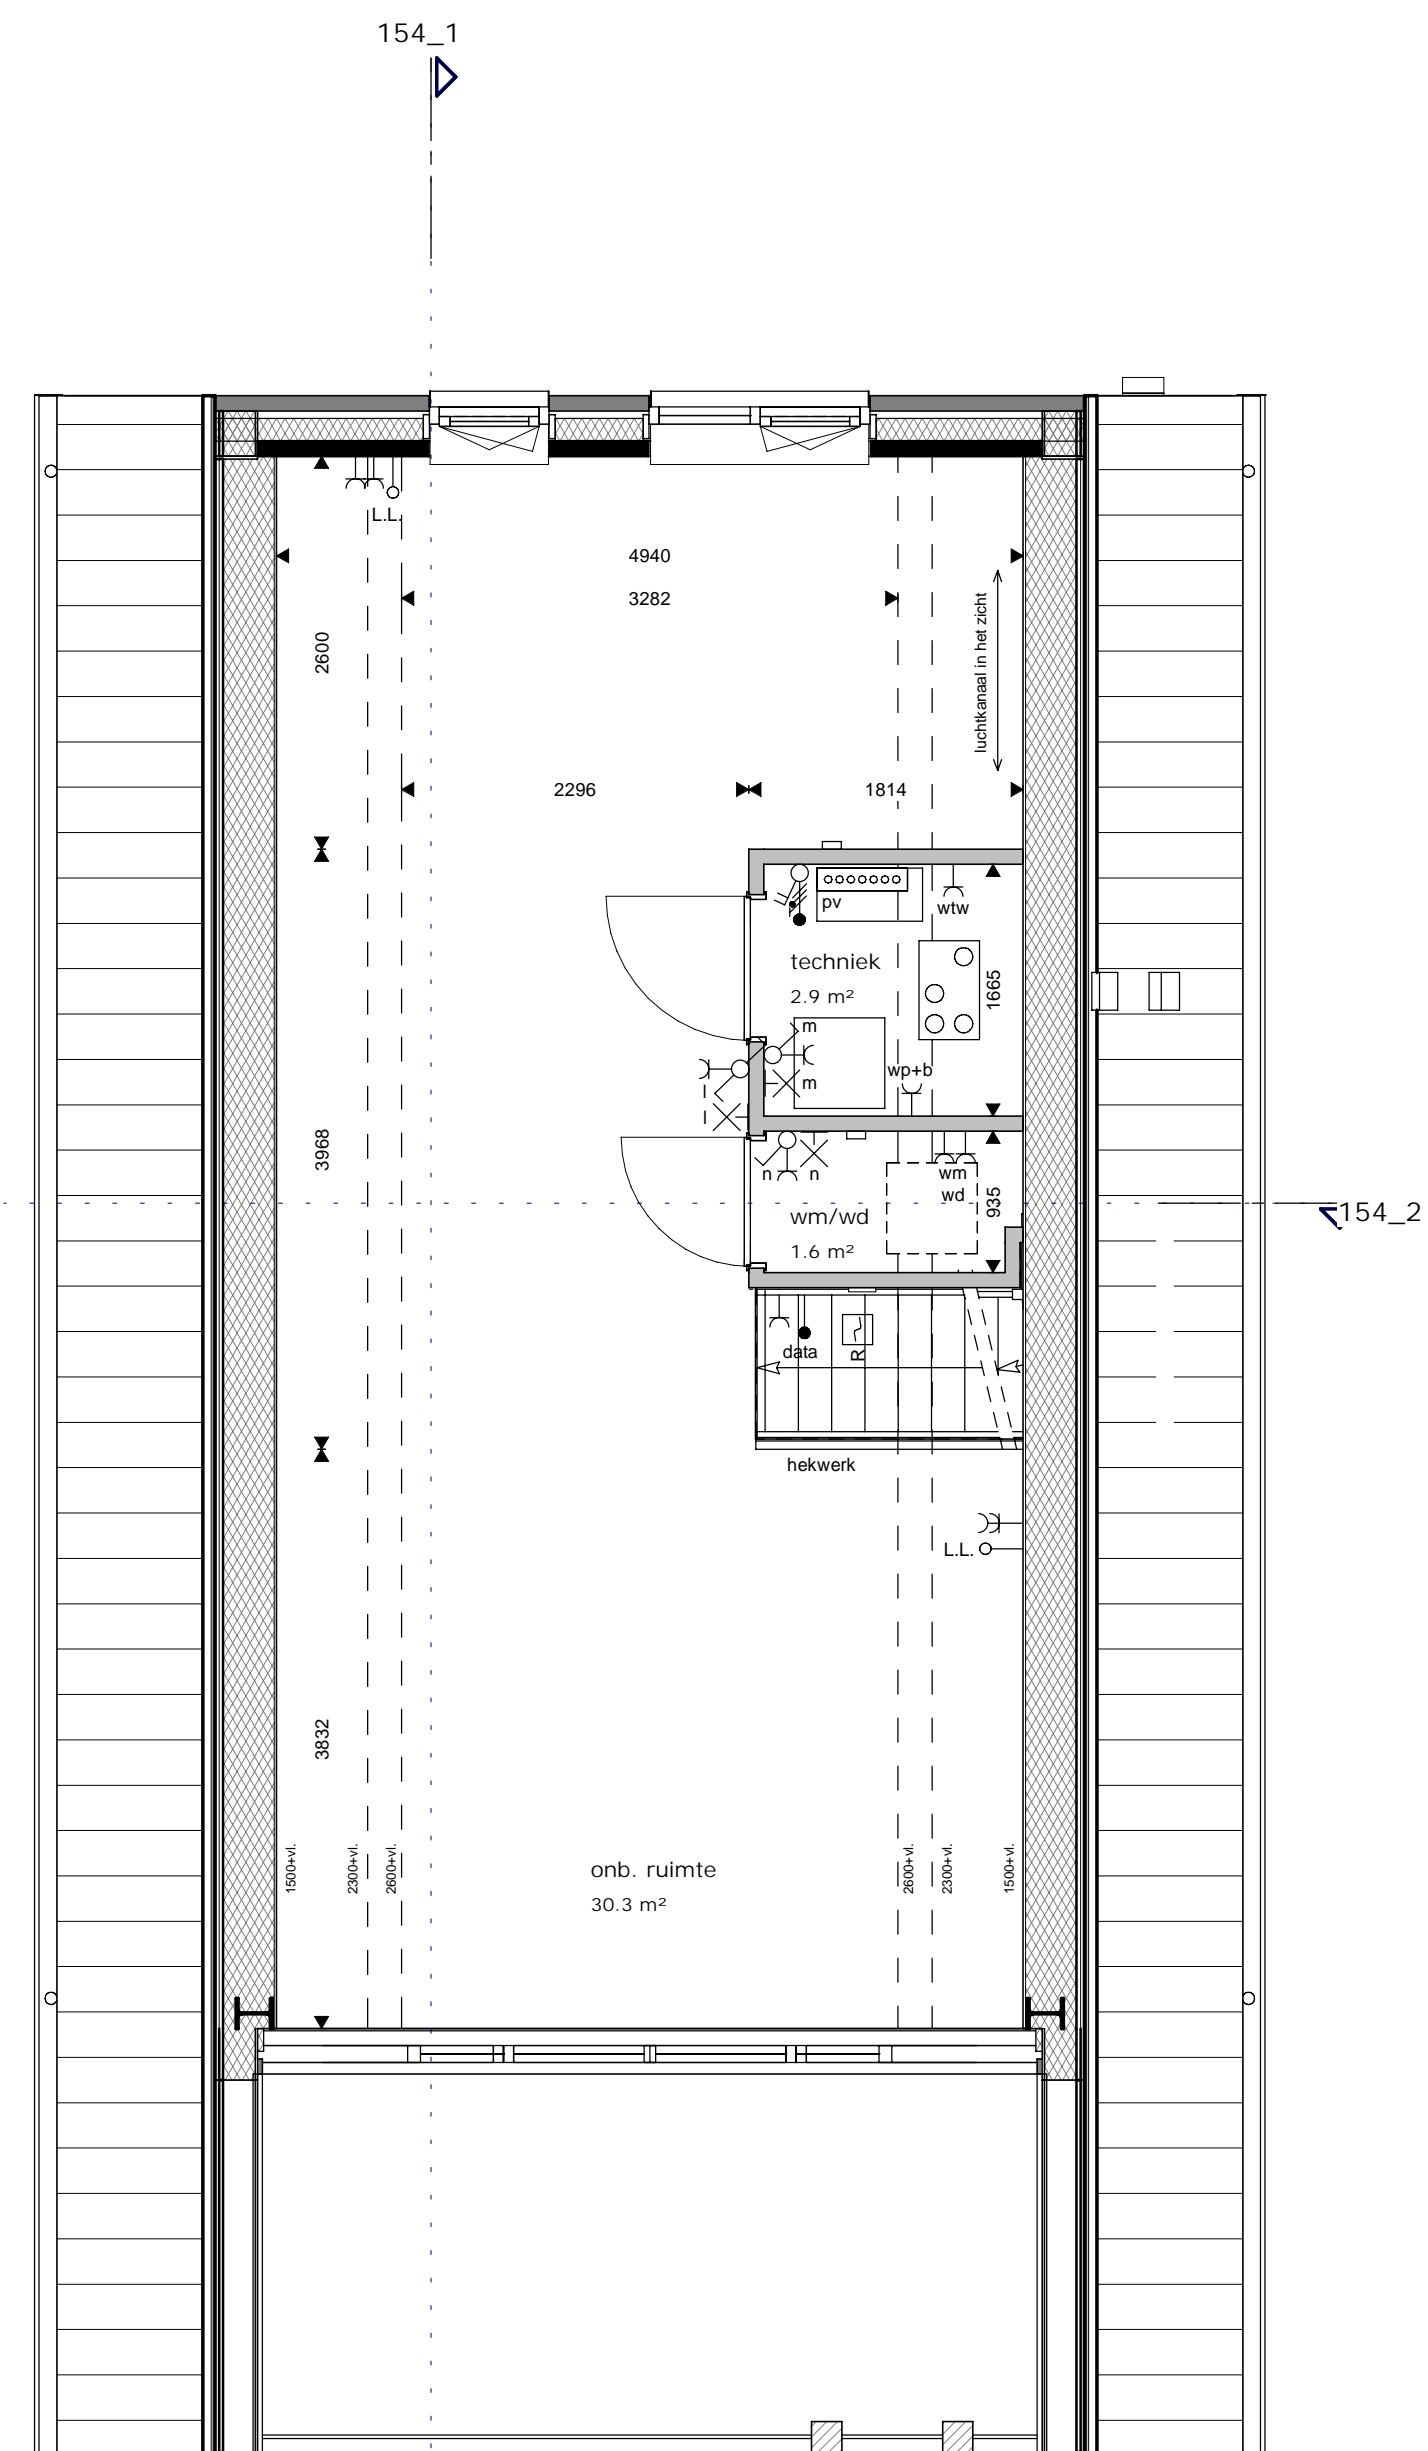 154_1
L.L.
4940
3282
2600
luchtkanaal in het zicht
2296
1814
LL
pv
wtw
techniek
2.9 m²
1665
m
wp+b
m
l
l
3968
n
n
wm
wd
935
wm/wd
1.6 m²
154_2
data
R
hekwerk
L.L.
3832
1500+vl.
2300+vl.
2600+vl.
2600+vl.
2300+vl.
1500+vl.
onb. ruimte
30.3 m²